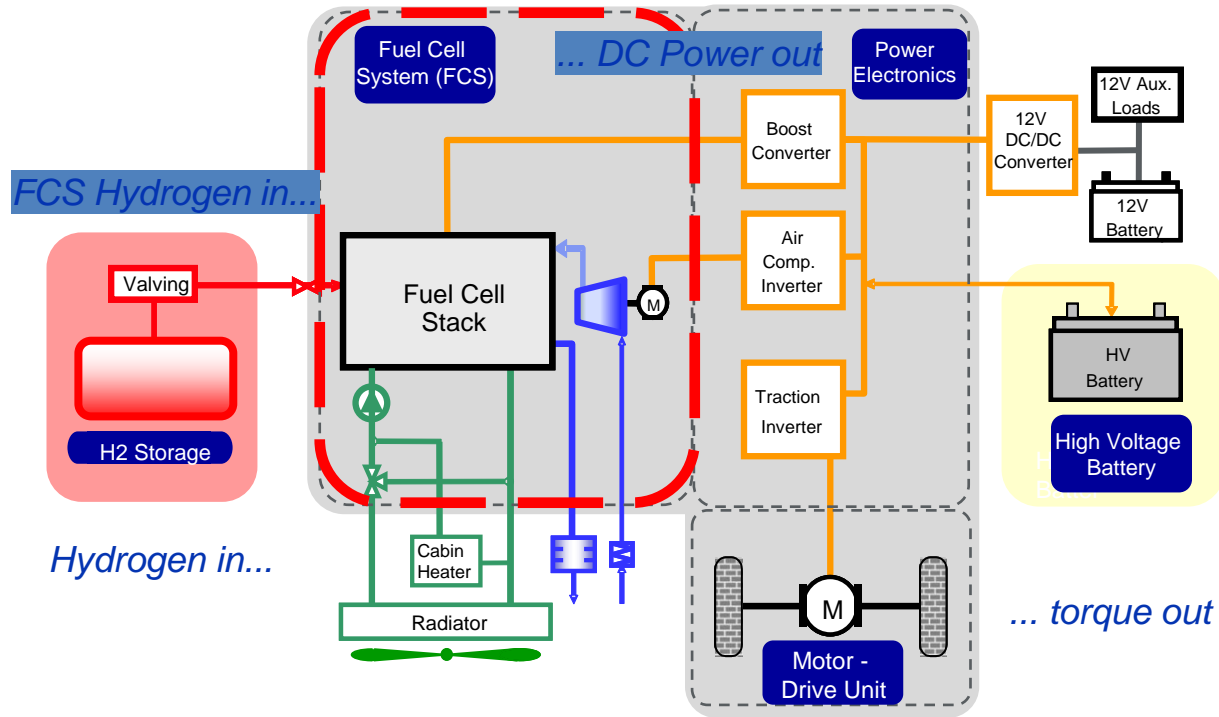 Fuel Cell
System (FCS)
... DC Power out
Power
Electronics
12V Aux.
Loads
12V
DC/DC
Converter
Boost
Converter
FCS Hydrogen in...
12V
Battery
Valving
Fuel Cell
Stack
M
Air
Comp.
Inverter
HV
Battery
H2 Storage
Traction
Inverter
High Voltage
Battery
Hydrogen in...
Cabin
Heater
Radiator
M
... torque out
Motor -
Drive Unit